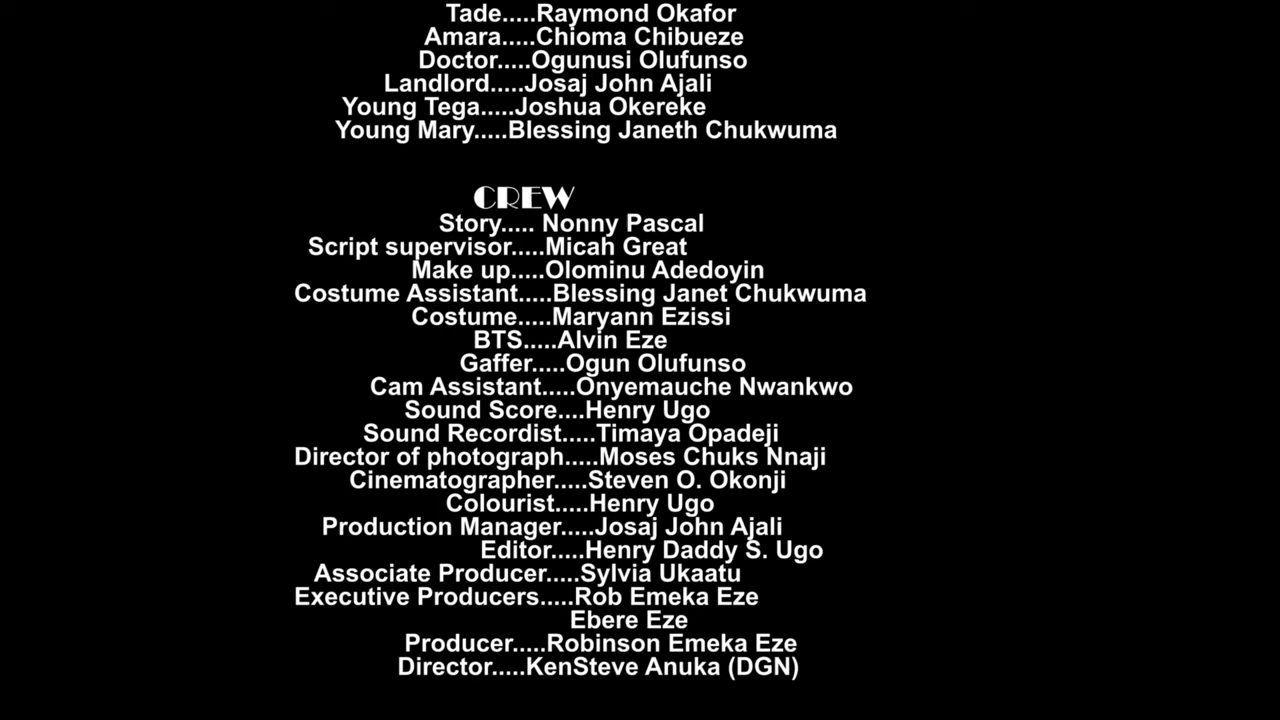 Tade.....Raymond Okafor
Amara.....Chioma Chibueze
Doctor.....Ogunusi Olufunso
Landlord.....Josaj John Ajali
Young Tega.....Joshua Okereke
Young Mary.....Blessing Janeth Chukwuma
CREW
Story..... Nonny Pascal
Script supervisor.....Micah Great
Make up.....Olominu Adedoyin
Costume Assistant.....Blessing Janet Chukwuma
Costume.....Maryann Ezissi
BTS.....Alvin Eze
Gaffer.....Ogun Olufunso
Cam Assistant.....Onyemauche Nwankwo
Sound Score....Henry Ugo
Sound Recordist.....Timaya Opadeji
Director of photograph.....Moses Chuks Nnaji
Cinematographer.....Steven O. Okonji
Colourist.....Henry Ugo
Production Manager.....Josaj John Ajali
Editor.....Henry Daddy S. Ugo
Associate Producer.....Sylvia Ukaatu
Executive Producers.....Rob Emeka Eze
Ebere Eze
Producer.....Robinson Emeka Eze
Director.....KenSteve Anuka (DGN)